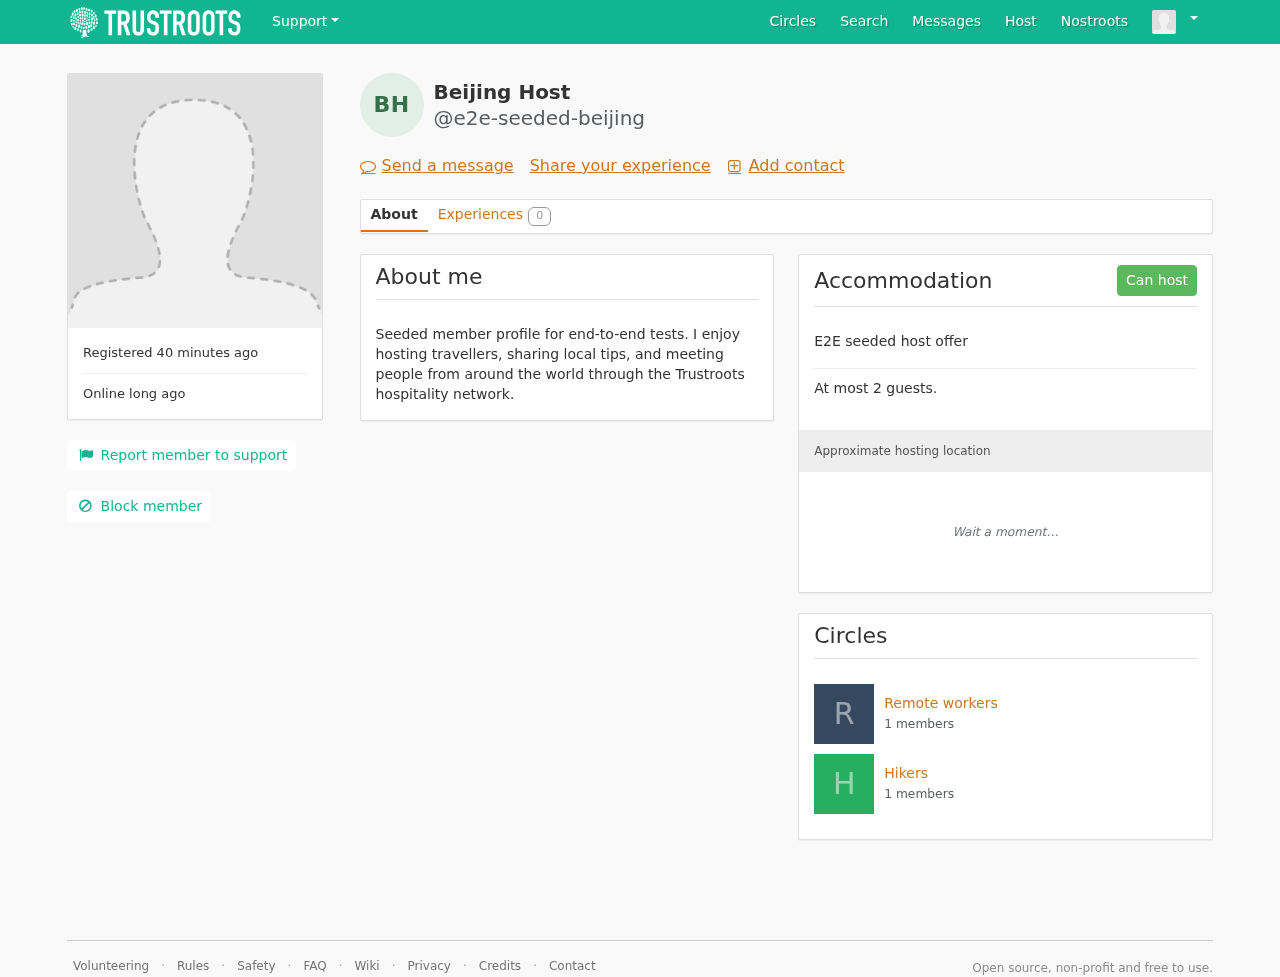 TRUSTROOTS
Support
Circles
Search
Messages
Host
Nostroots
BH
Beijing Host
@e2e-seeded-beijing
Send a message
Share your experience
Add contact
About
Experiences 0
Registered 40 minutes ago
Online long ago
Report member to support
Block member
About me
Seeded member profile for end-to-end tests. I enjoy
hosting travellers, sharing local tips, and meeting
people from around the world through the Trustroots
hospitality network.
Accommodation
Can host
E2E seeded host offer
At most 2 guests.
Approximate hosting location
Wait a moment…
Circles
R
Remote workers
1 members
H
Hikers
1 members
Volunteering · Rules · Safety · FAQ · Wiki · Privacy · Credits · Contact
Open source, non-profit and free to use.